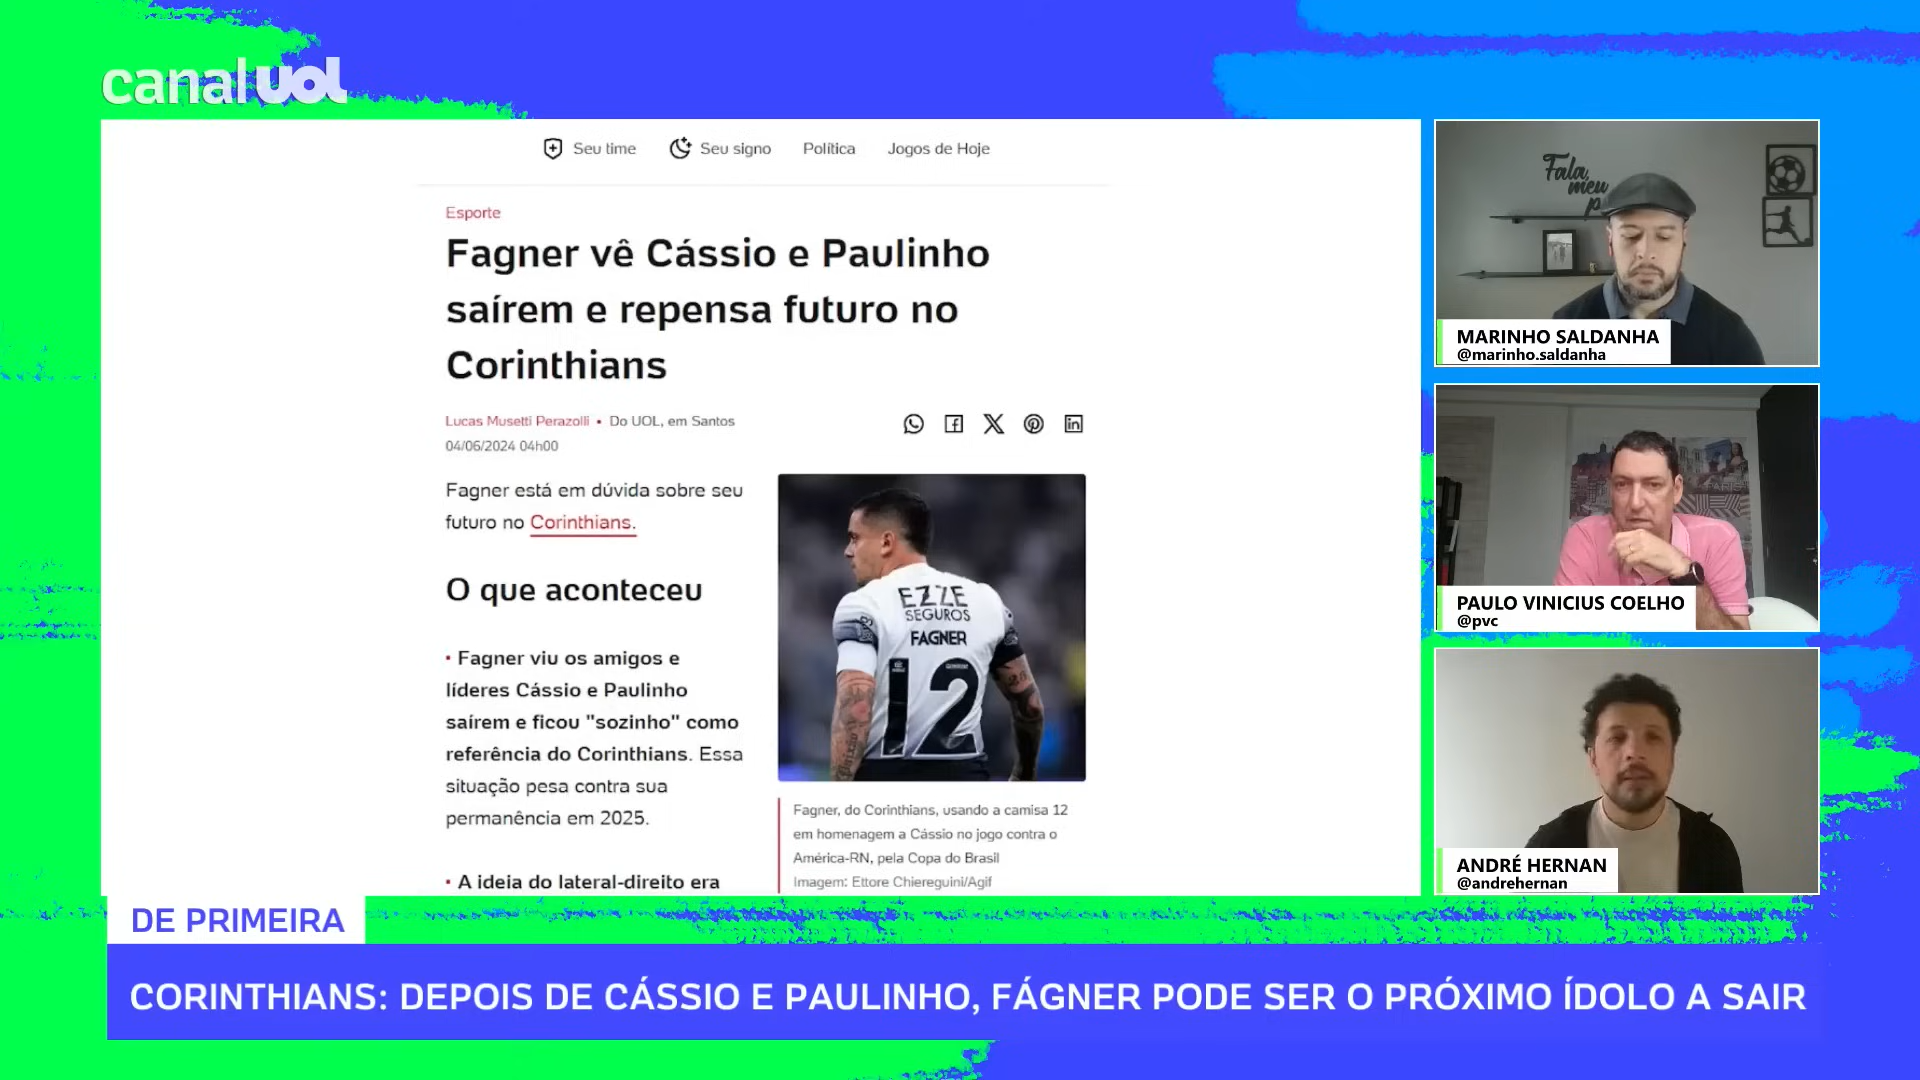 canal uol
Seu time
Seu signo
Política
Jogos de Hoje
Esporte
Fagner vê Cássio e Paulinho
saírem e repensa futuro no
Corinthians
Lucas Musetti Perazolli • Do UOL, em Santos
04/06/2024 04h00
Fagner está em dúvida sobre seu
futuro no Corinthians.
O que aconteceu
• Fagner viu os amigos e
líderes Cássio e Paulinho
saírem e ficou "sozinho" como
referência do Corinthians. Essa
situação pesa contra sua
permanência em 2025.
• A ideia do lateral-direito era
EZZE
SEGUROS
FAGNER
12
Fagner, do Corinthians, usando a camisa 12
em homenagem a Cássio no jogo contra o
América-RN, pela Copa do Brasil
Imagem: Ettore Chiereguini/Agif
Fala,
meu
p
MARINHO SALDANHA
@marinho.saldanha
PAULO VINICIUS COELHO
@pvc
ANDRÉ HERNAN
@andrehernan
DE PRIMEIRA
CORINTHIANS: DEPOIS DE CÁSSIO E PAULINHO, FÁGNER PODE SER O PRÓXIMO ÍDOLO A SAIR